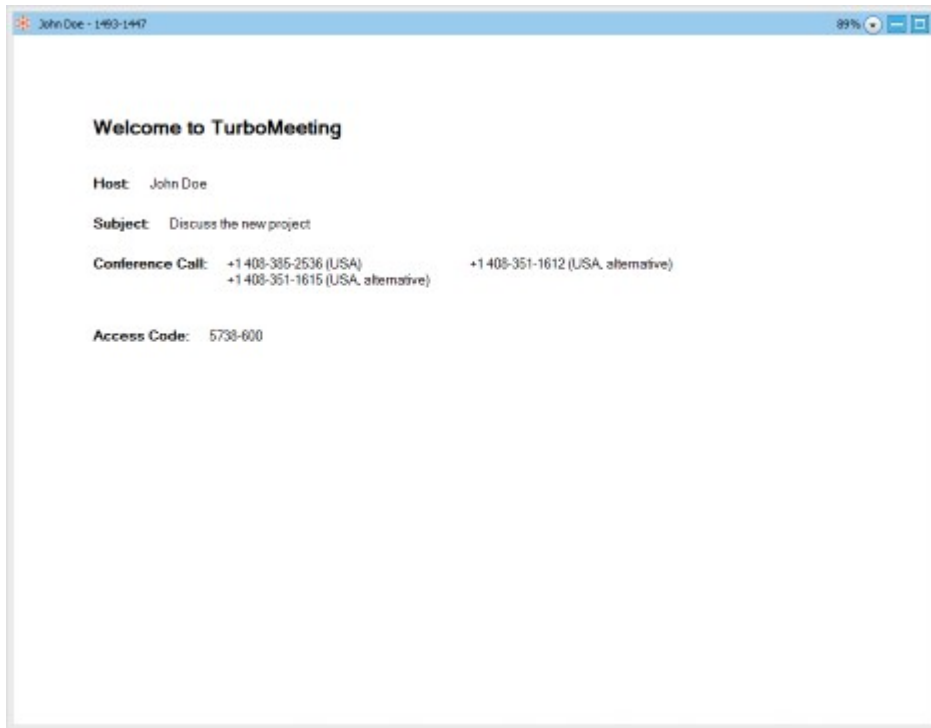 John Doe - 1493-1447 89%
Welcome to TurboMeeting
Host: John Doe
Subject: Discuss the new project
Conference Call: +1 408-385-2536 (USA) +1 408-351-1612 (USA, alternative)
+1 408-351-1615 (USA, alternative)
Access Code: 5738-600